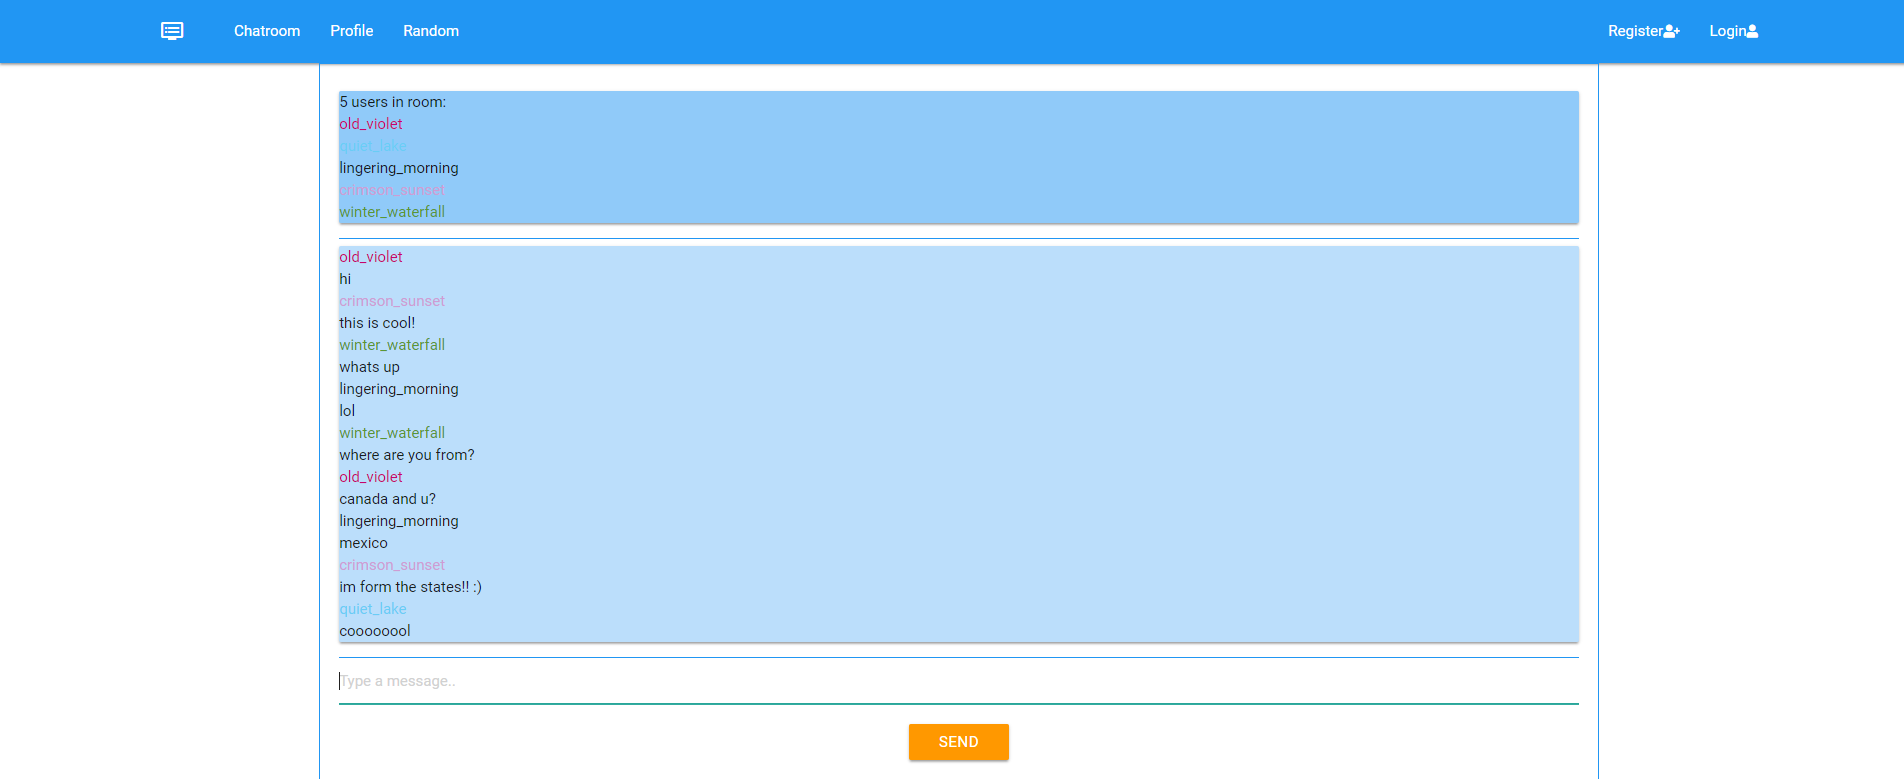 Chatroom Profile Random Register Login
5 users in room:
old_violet
quiet_lake
lingering_morning
crimson_sunset
winter_waterfall
old_violet
hi
crimson_sunset
this is cool!
winter_waterfall
whats up
lingering_morning
lol
winter_waterfall
where are you from?
old_violet
canada and u?
lingering_morning
mexico
crimson_sunset
im form the states!! :)
quiet_lake
coooooool
Type a message..
SEND